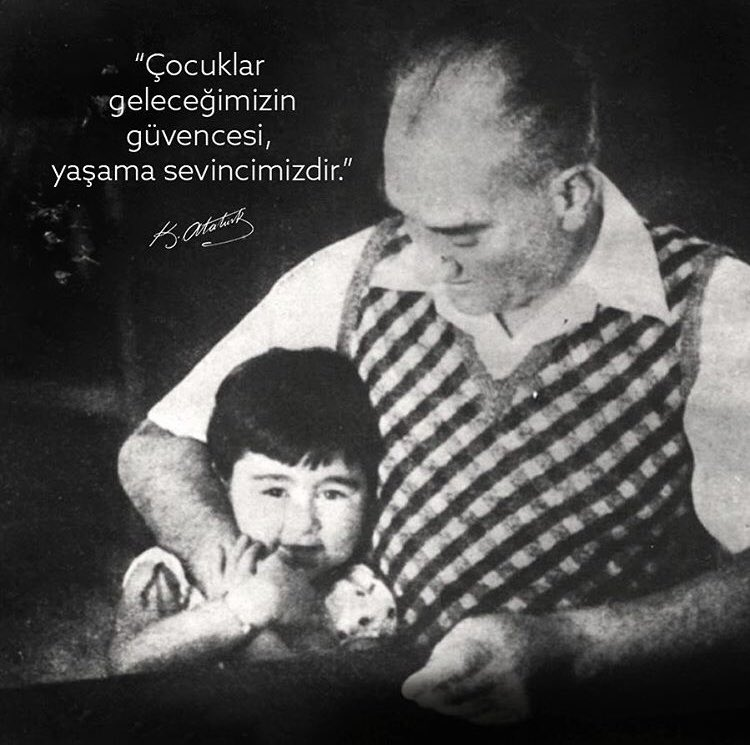 “Çocuklar
geleceğimizin
güvencesi,
yaşama sevincimizdir.”
K. Atatürk